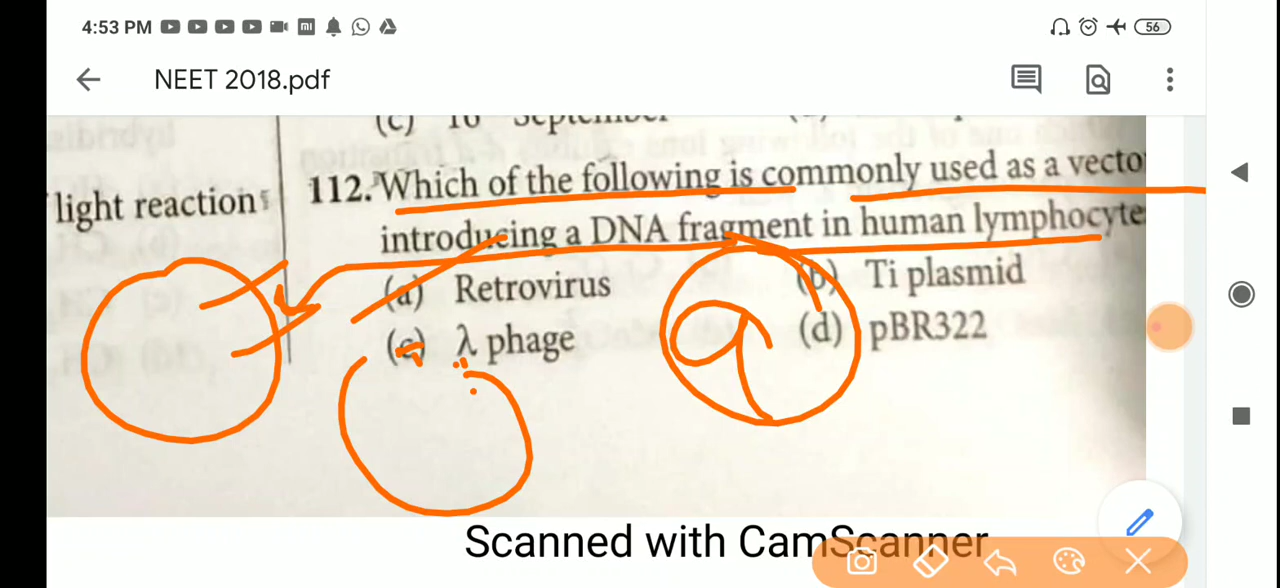 4:53 PM
56
NEET 2018.pdf
light reaction
112. Which of the following is commonly used as a vecto
introducing a DNA fragment in human lymphocyte
(a) Retrovirus (b) Ti plasmid
(c) λ phage (d) pBR322
Scanned with CamScanner